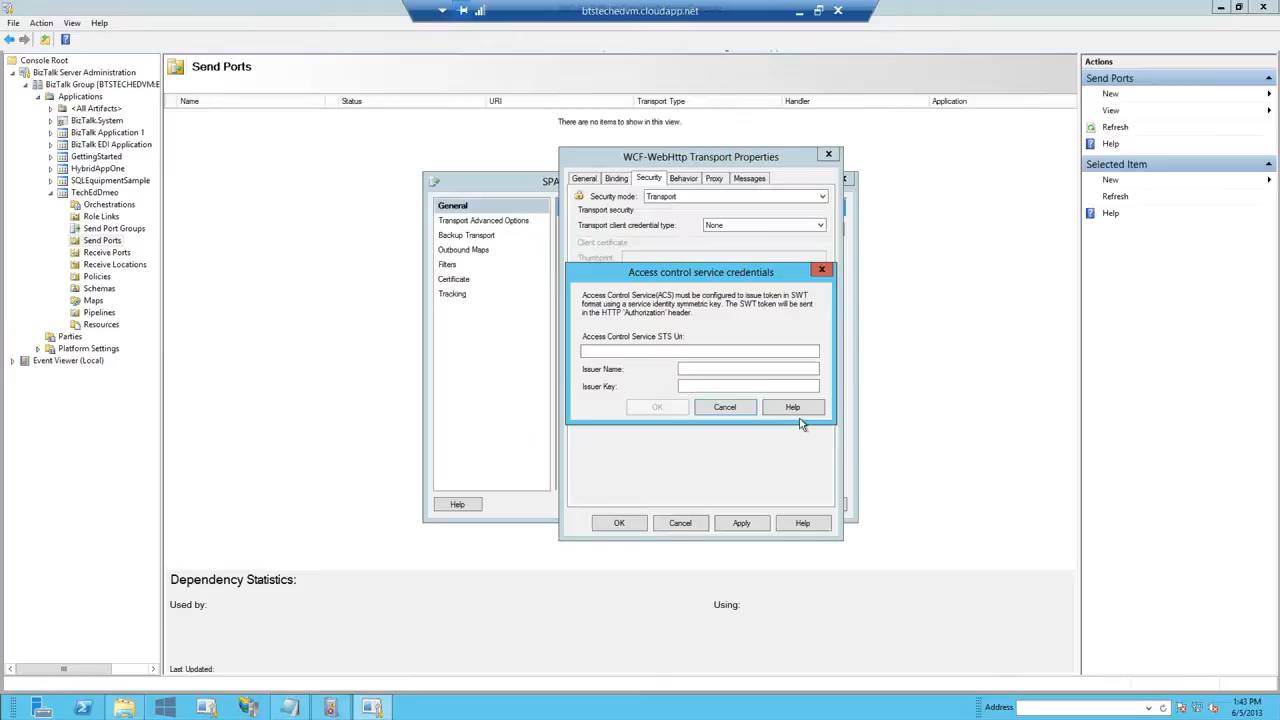 btstechedvm.cloudapp.net
File Action View Help
Console Root
BizTalk Server Administration
BizTalk Group [BTSTECHEDVM:E
Applications
<All Artifacts>
BizTalk.System
BizTalk Application 1
BizTalk EDI Application
GettingStarted
HybridAppOne
SQLEquipmentSample
TechEdDmeo
Orchestrations
Role Links
Send Port Groups
Send Ports
Receive Ports
Receive Locations
Policies
Schemas
Maps
Pipelines
Resources
Parties
Platform Settings
Event Viewer (Local)
Send Ports
Name Status URI Transport Type Handler Application
There are no items to show in this view.
SPA
General
Transport Advanced Options
Backup Transport
Outbound Maps
Filters
Certificate
Tracking
Help
WCF-WebHttp Transport Properties
General Binding Security Behavior Proxy Messages
Security mode: Transport
Transport security
Transport client credential type: None
Client certificate
Thumbprint
Access control service credentials
Access Control Service(ACS) must be configured to issue token in SWT
format using a service identity symmetric key. The SWT token will be sent
in the HTTP 'Authorization' header.
Access Control Service STS Uri:
Issuer Name:
Issuer Key:
OK Cancel Help
OK Cancel Apply Help
Dependency Statistics:
Used by: Using:
Last Updated:
Actions
Send Ports
New
View
Refresh
Help
Selected Item
New
Refresh
Help
Address
1:43 PM
6/5/2013